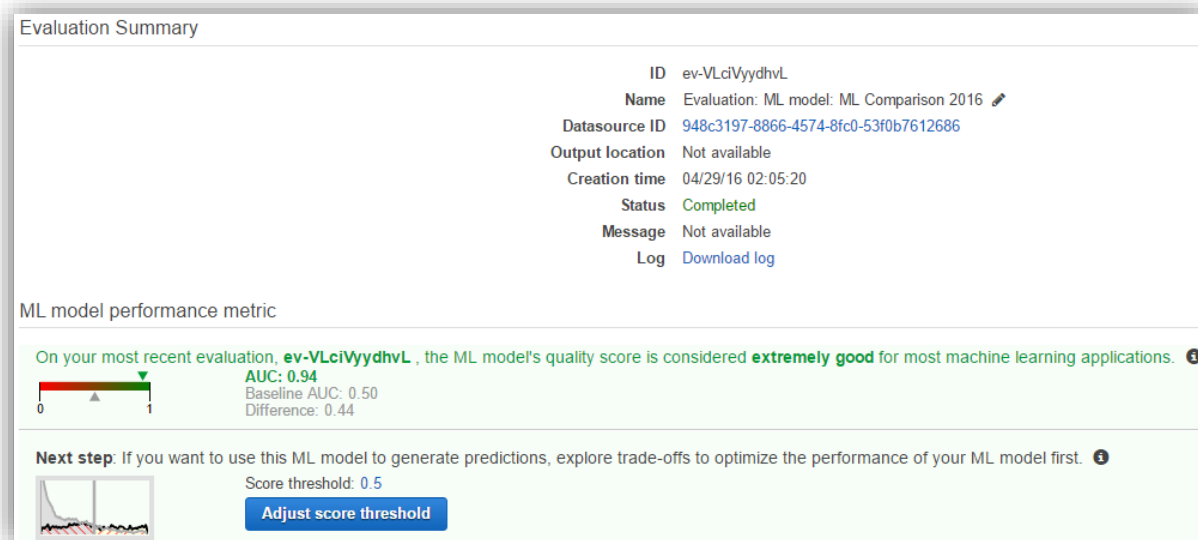 Evaluation Summary
ID ev-VLciVyydhvL
Name Evaluation: ML model: ML Comparison 2016
Datasource ID 948c3197-8866-4574-8fc0-53f0b7612686
Output location Not available
Creation time 04/29/16 02:05:20
Status Completed
Message Not available
Log Download log
ML model performance metric
On your most recent evaluation, ev-VLciVyydhvL , the ML model's quality score is considered extremely good for most machine learning applications.
AUC: 0.94
Baseline AUC: 0.50
0 1 Difference: 0.44
Next step: If you want to use this ML model to generate predictions, explore trade-offs to optimize the performance of your ML model first.
Score threshold: 0.5
Adjust score threshold